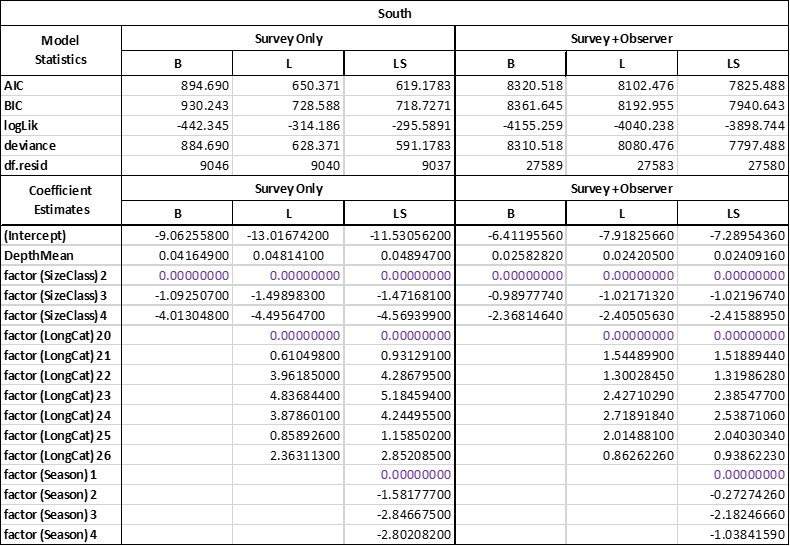 South
Model Statistics Survey Only Survey + Observer
B L LS B L LS
AIC 894.690 650.371 619.1783 8320.518 8102.476 7825.488
BIC 930.243 728.588 718.7271 8361.645 8192.955 7940.643
logLik -442.345 -314.186 -295.5891 -4155.259 -4040.238 -3898.744
deviance 884.690 628.371 591.1783 8310.518 8080.476 7797.488
df.resid 9046 9040 9037 27589 27583 27580
Coefficient Estimates Survey Only Survey + Observer
B L LS B L LS
(Intercept) -9.06255800 -13.01674200 -11.53056200 -6.41195560 -7.91825660 -7.28954360
DepthMean 0.04164900 0.04814100 0.04894700 0.02582820 0.02420500 0.02409160
factor (SizeClass) 2 0.00000000 0.00000000 0.00000000 0.00000000 0.00000000 0.00000000
factor (SizeClass) 3 -1.09250700 -1.49898300 -1.47168100 -0.98977740 -1.02171320 -1.02196740
factor (SizeClass) 4 -4.01304800 -4.49564700 -4.56939900 -2.36814640 -2.40505630 -2.41588950
factor (LongCat) 20 0.00000000 0.00000000 0.00000000 0.00000000
factor (LongCat) 21 0.61049800 0.93129100 1.54489900 1.51889440
factor (LongCat) 22 3.96185000 4.28679500 1.30028450 1.31986280
factor (LongCat) 23 4.83684400 5.18459400 2.42710290 2.38547700
factor (LongCat) 24 3.87860100 4.24495500 2.71891840 2.53871060
factor (LongCat) 25 0.85892600 1.15850200 2.01488100 2.04030340
factor (LongCat) 26 2.36311300 2.85208500 0.86262260 0.93862230
factor (Season) 1 0.00000000 0.00000000
factor (Season) 2 -1.58177700 -0.27274260
factor (Season) 3 -2.84667500 -2.18246660
factor (Season) 4 -2.80208200 -1.03841590